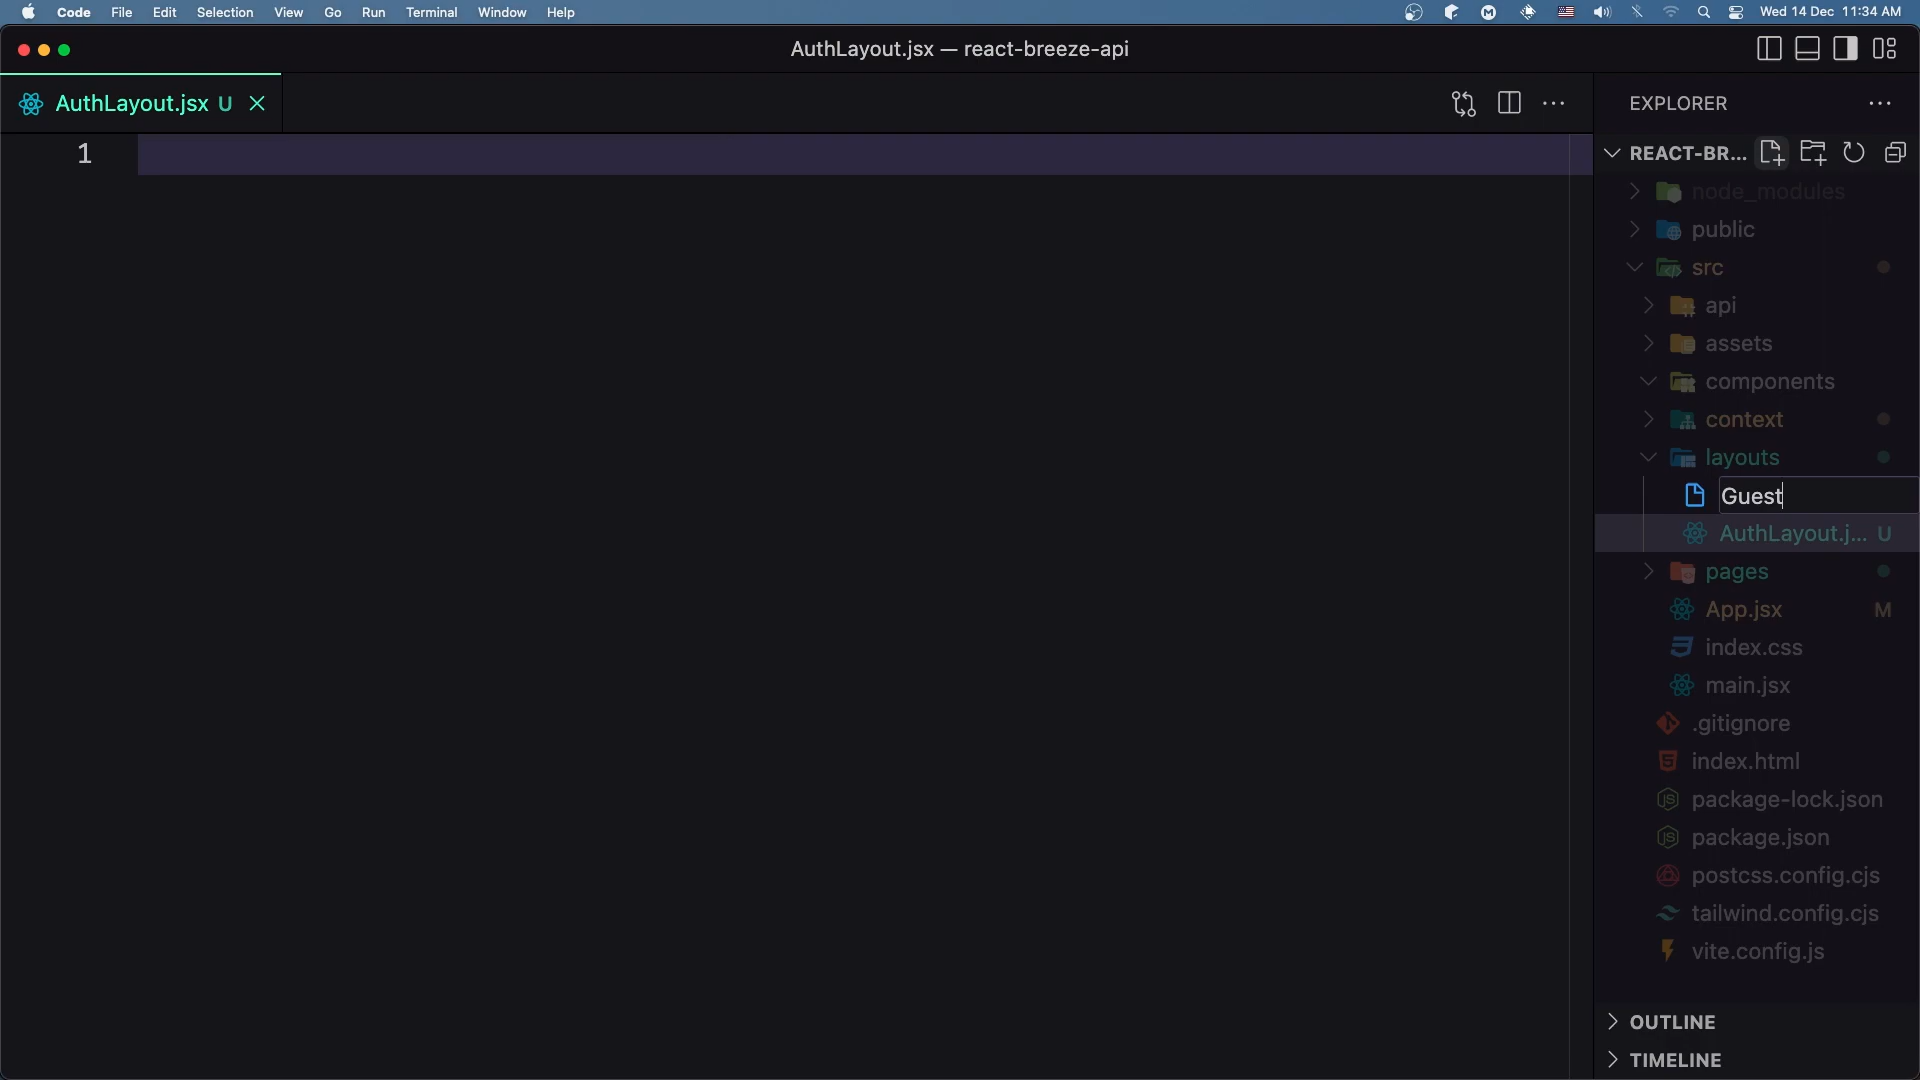 Code File Edit Selection View Go Run Terminal Window Help Wed 14 Dec 11:34 AM
AuthLayout.jsx — react-breeze-api
AuthLayout.jsx U
EXPLORER
1
REACT-BR...
node_modules
public
src
api
assets
components
context
layouts
Guest
AuthLayout.j... U
pages
App.jsx M
index.css
main.jsx
.gitignore
index.html
package-lock.json
package.json
postcss.config.cjs
tailwind.config.cjs
vite.config.js
OUTLINE
TIMELINE